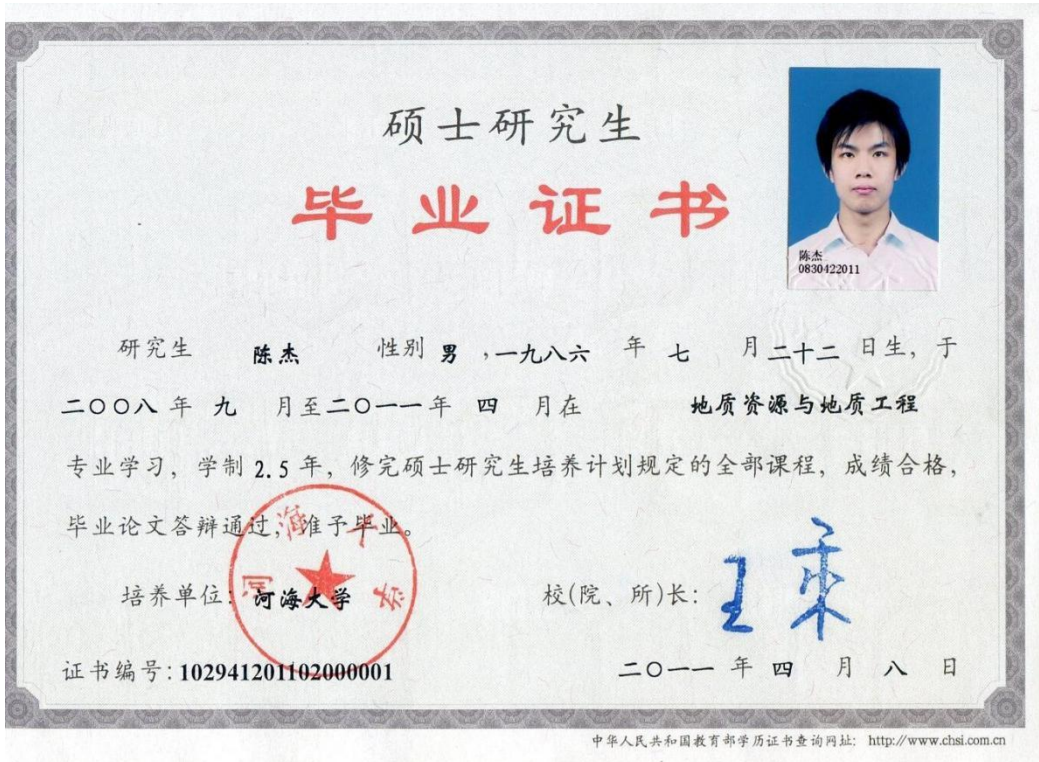 硕士研究生
毕业证书
陈杰
0830422011
研究生 陈杰 性别 男 ,一九八六 年 七 月二十二 日生, 于
二〇〇八 年 九 月至二〇一一年 四 月在 地质资源与地质工程
专业学习, 学制 2.5 年, 修完硕士研究生培养计划规定的全部课程, 成绩合格,
毕业论文答辩通过, 准予毕业。
河海大学
培养单位: 河海大学 校(院、所)长:
证书编号: 102941201102000001 二〇一一 年 四 月 八 日
中华人民共和国教育部学历证书查询网址: http://www.chsi.com.cn